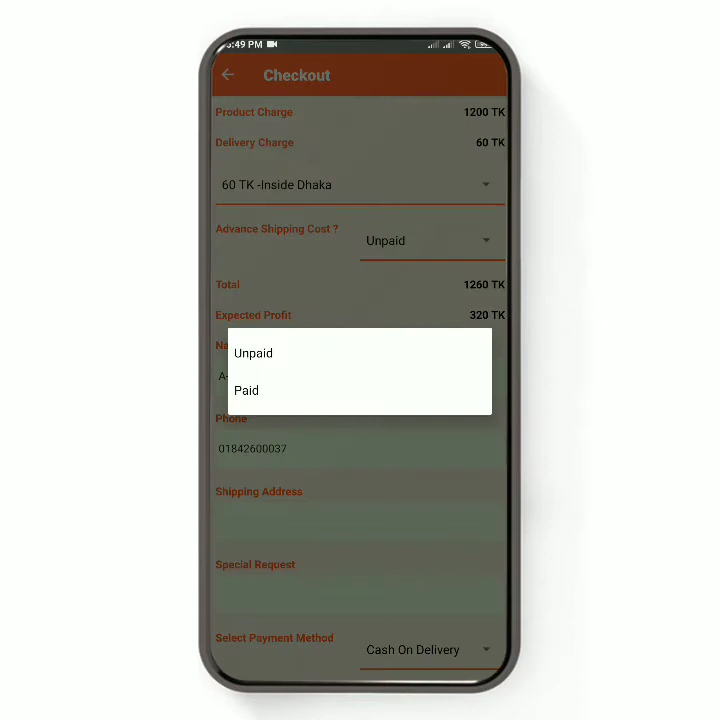 5:49 PM
Checkout
Product Charge 1200 TK
Delivery Charge 60 TK
60 TK -Inside Dhaka
Advance Shipping Cost ?
Unpaid
Total 1260 TK
Expected Profit 320 TK
Na
Unpaid
A-
Paid
Phone
01842600037
Shipping Address
Special Request
Select Payment Method
Cash On Delivery